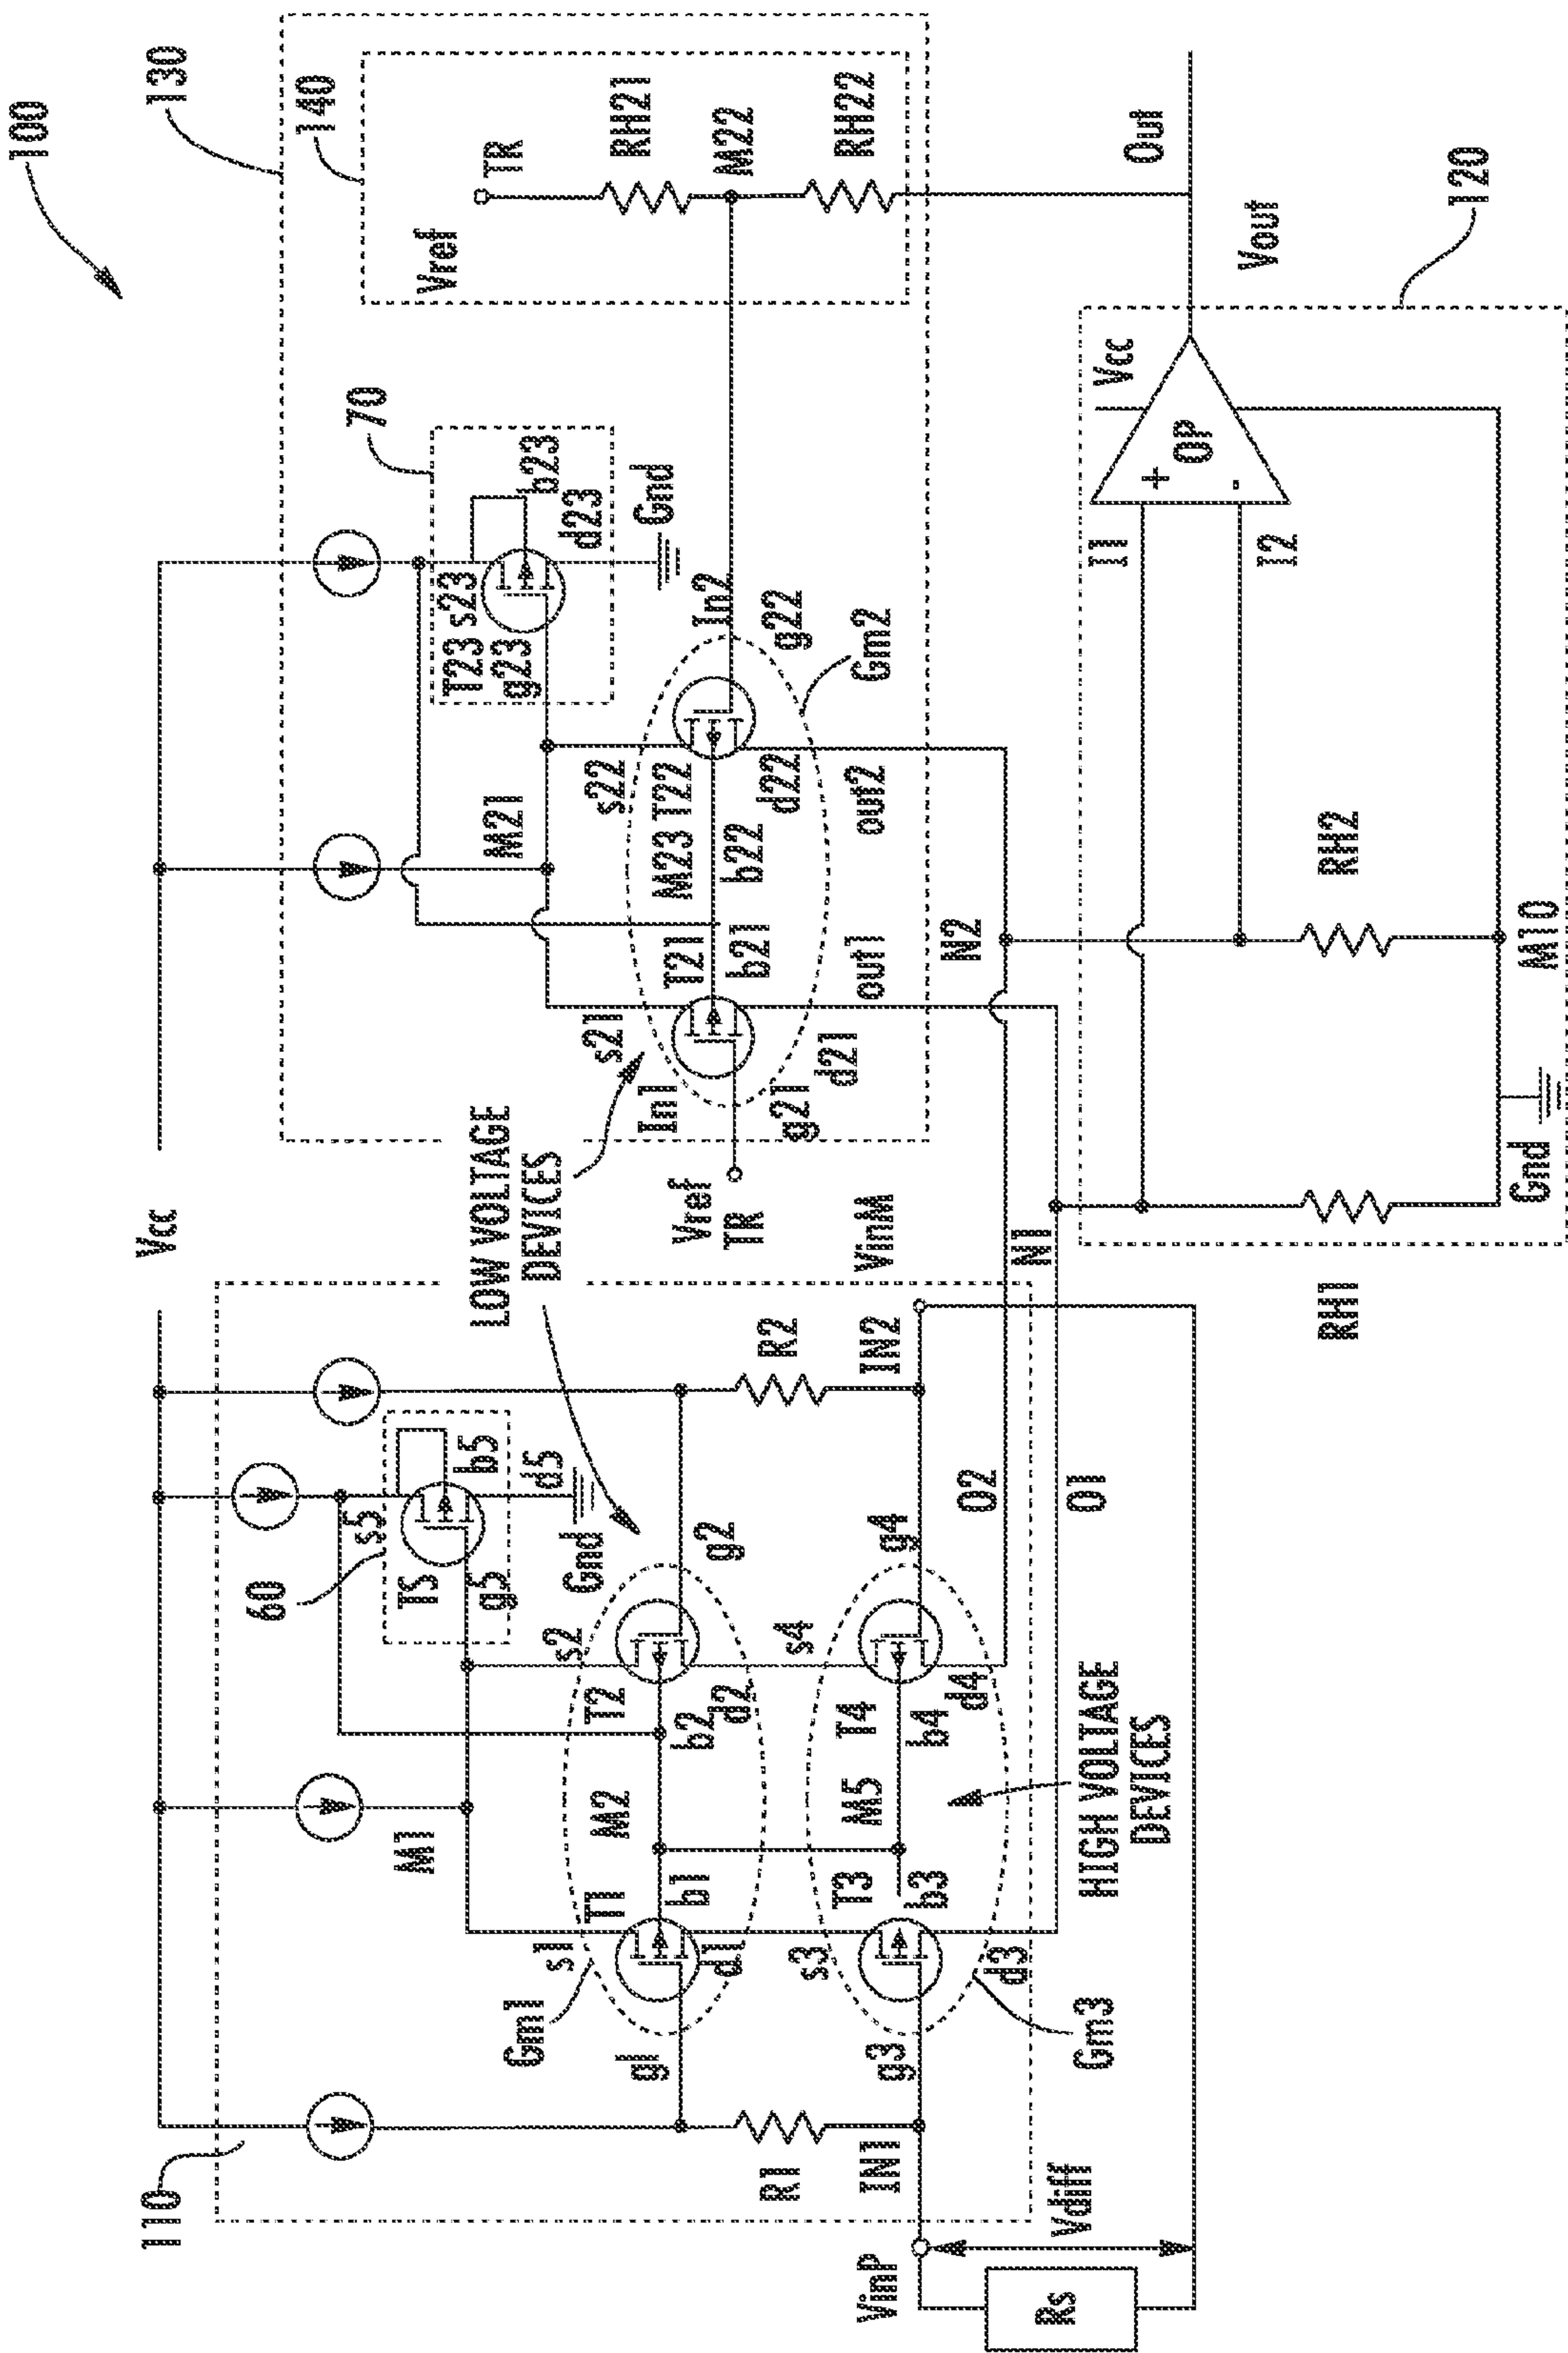 100
130
140
Vref
TR
RH21
M22
RH22
Out
Vout
120
70
T23
s23
g23
b23
d23
Gnd
In2
g22
Gm2
M21
s22
M23
T22
b22
d22
out2
T21
b21
out1
s21
In1
g21
d21
Vref
TR
LOW VOLTAGE
DEVICES
Vcc
Vcc
+
OP
-
I1
I2
N2
RH2
M10
Gnd
N1
RH1
VinM
110
60
s5
T5
g5
b5
d5
Gnd
R2
IN2
g2
g4
O2
O1
s2
T2
b2
d2
s4
T4
b4
d4
M1
M2
M5
T1
b1
T3
b3
s1
d1
s3
d3
Gm1
g1
g3
Gm3
HIGH VOLTAGE
DEVICES
R1
IN1
VinP
Vdiff
Rs